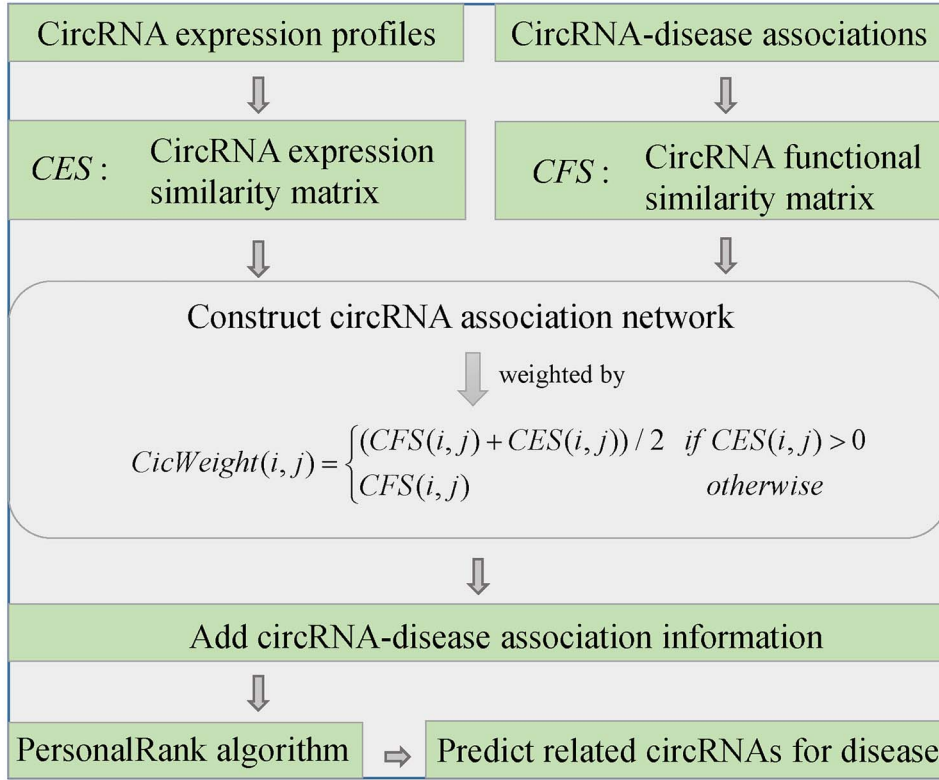 CircRNA expression profiles
CircRNA-disease associations
CES : CircRNA expression
similarity matrix
CFS : CircRNA functional
similarity matrix
Construct circRNA association network
weighted by
CicWeight(i, j) = { (CFS(i, j) + CES(i, j)) / 2 if CES(i, j) > 0
CFS(i, j) otherwise
Add circRNA-disease association information
PersonalRank algorithm
Predict related circRNAs for disease